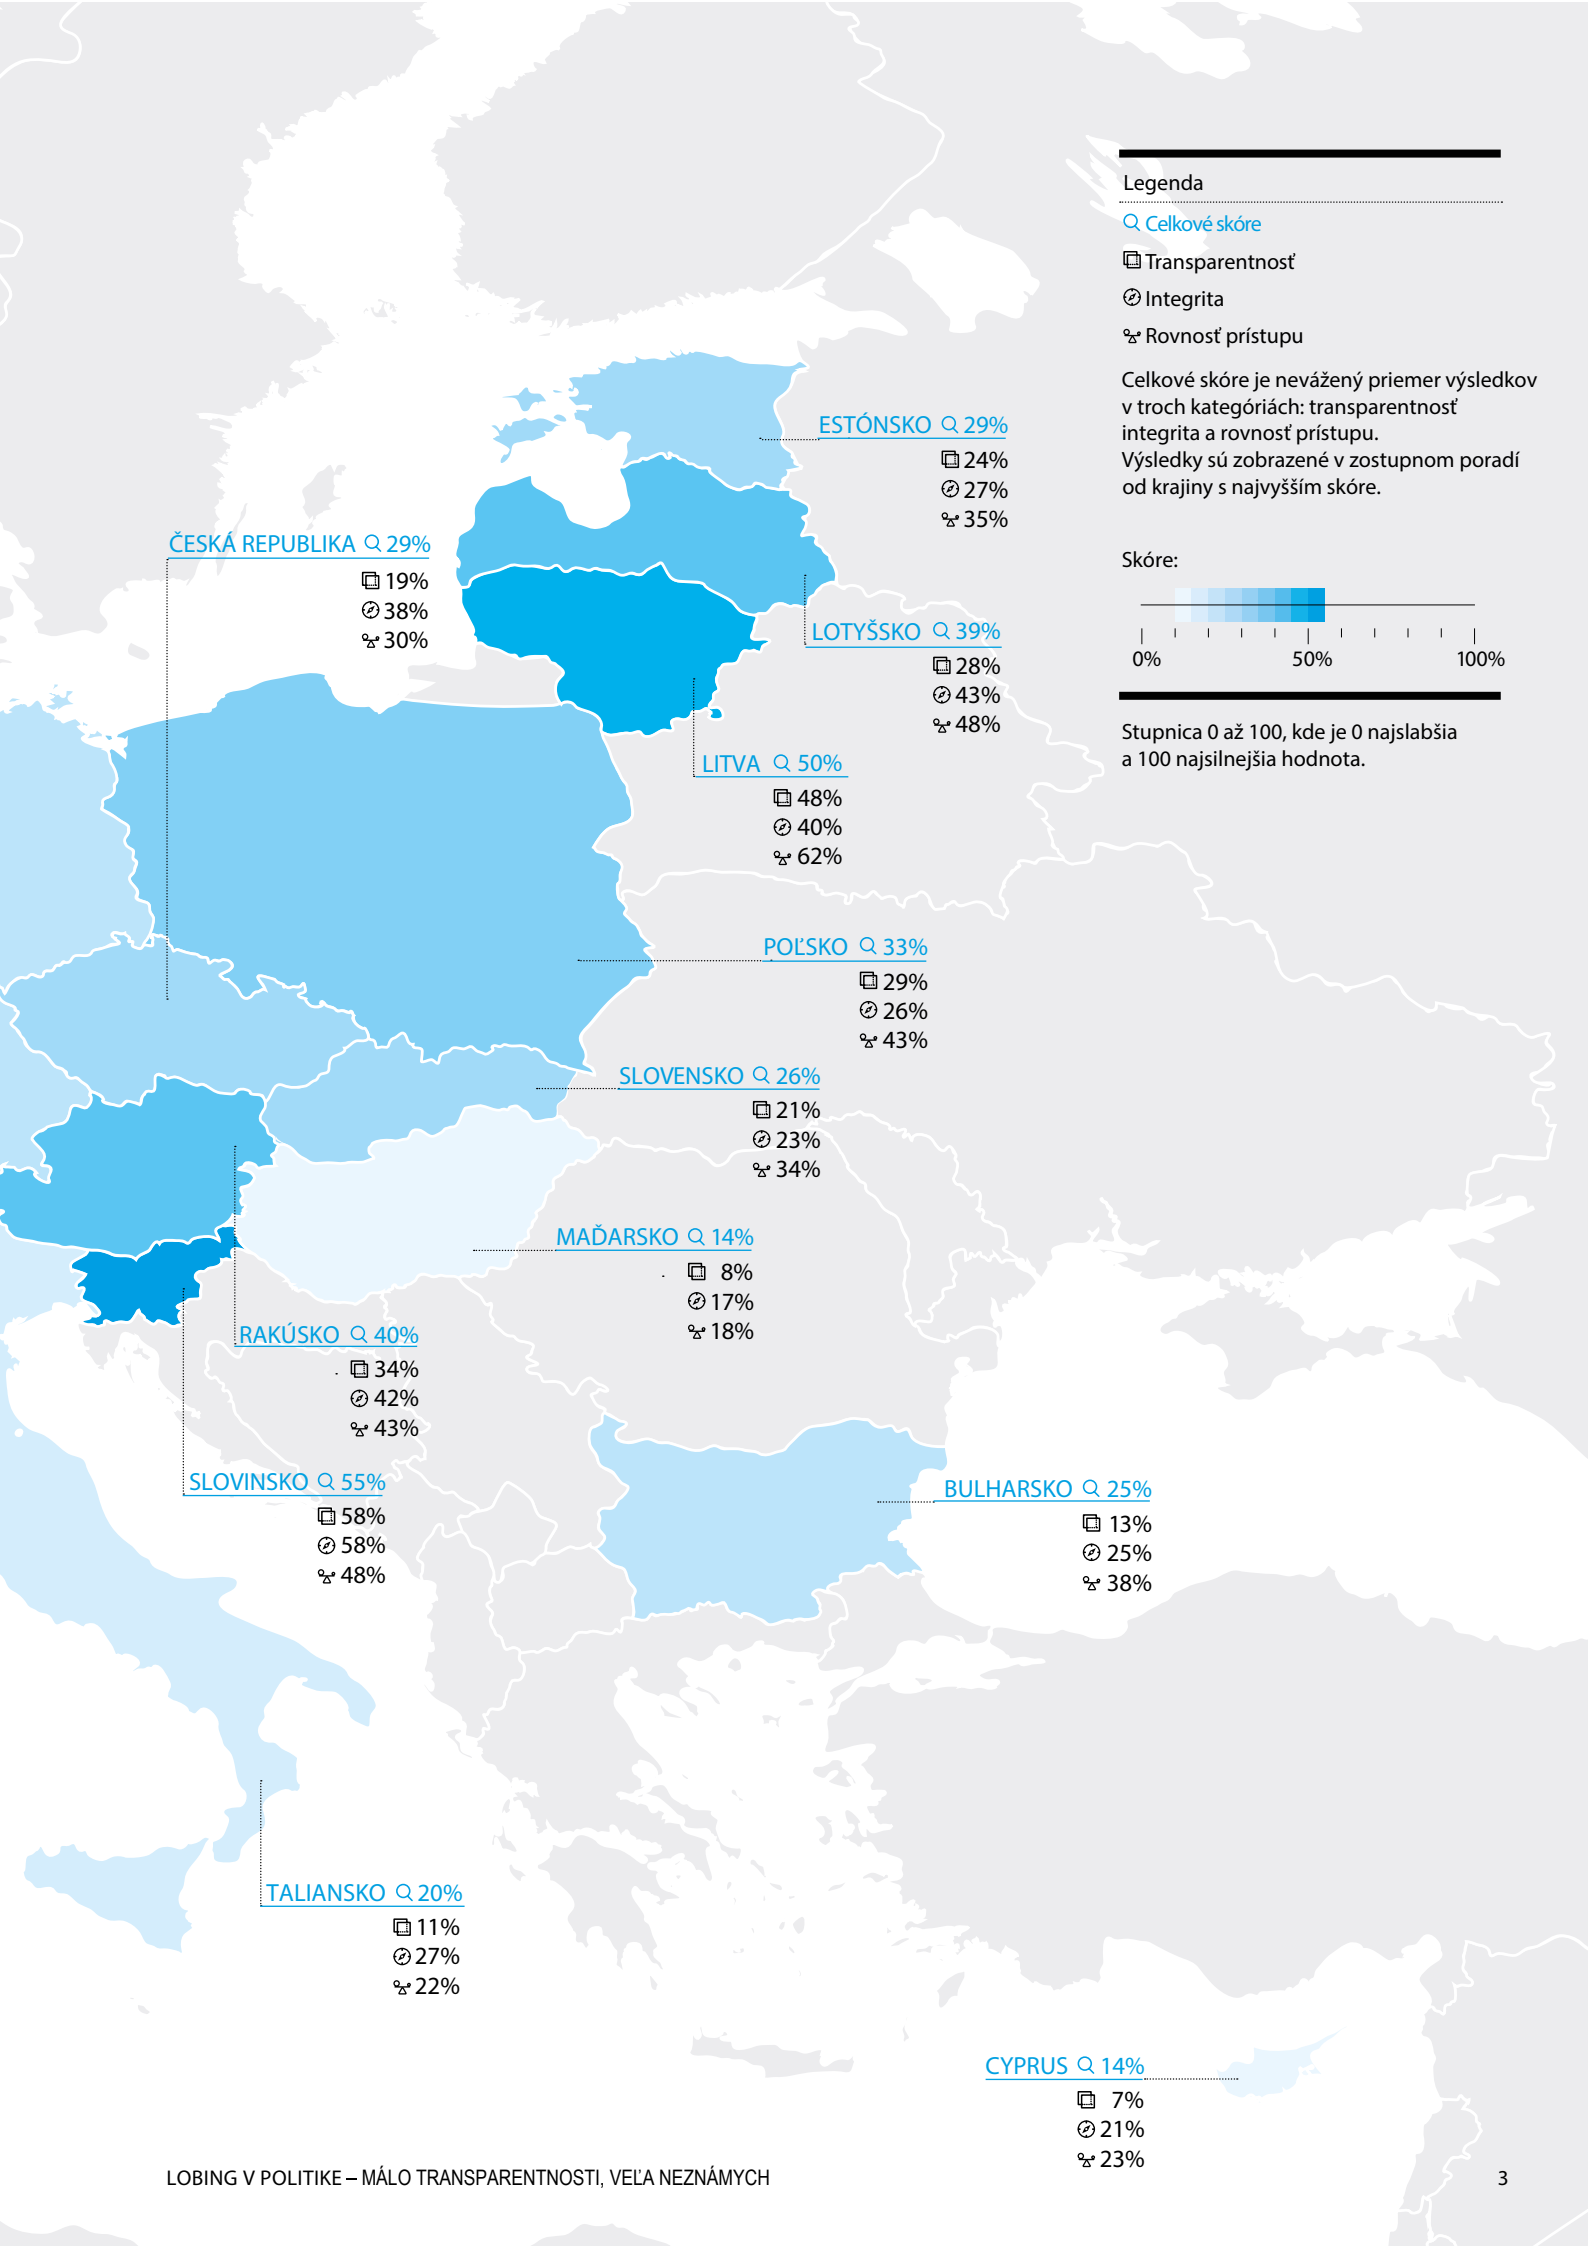 Legenda
Celkové skóre
Transparentnosť
Integrita
Rovnosť prístupu
Celkové skóre je nevážený priemer výsledkov
v troch kategóriách: transparentnosť
integrita a rovnosť prístupu.
Výsledky sú zobrazené v zostupnom poradí
od krajiny s najvyšším skóre.
Skóre:
0% 50% 100%
Stupnica 0 až 100, kde je 0 najslabšia
a 100 najsilnejšia hodnota.
ESTÓNSKO 29%
24%
27%
35%
ČESKÁ REPUBLIKA 29%
19%
38%
30%
LOTYŠSKO 39%
28%
43%
48%
LITVA 50%
48%
40%
62%
POĽSKO 33%
29%
26%
43%
SLOVENSKO 26%
21%
23%
34%
MAĎARSKO 14%
8%
17%
18%
RAKÚSKO 40%
34%
42%
43%
SLOVINSKO 55%
58%
58%
48%
BULHARSKO 25%
13%
25%
38%
TALIANSKO 20%
11%
27%
22%
CYPRUS 14%
7%
21%
23%
LOBING V POLITIKE – MÁLO TRANSPARENTNOSTI, VEĽA NEZNÁMYCH
3